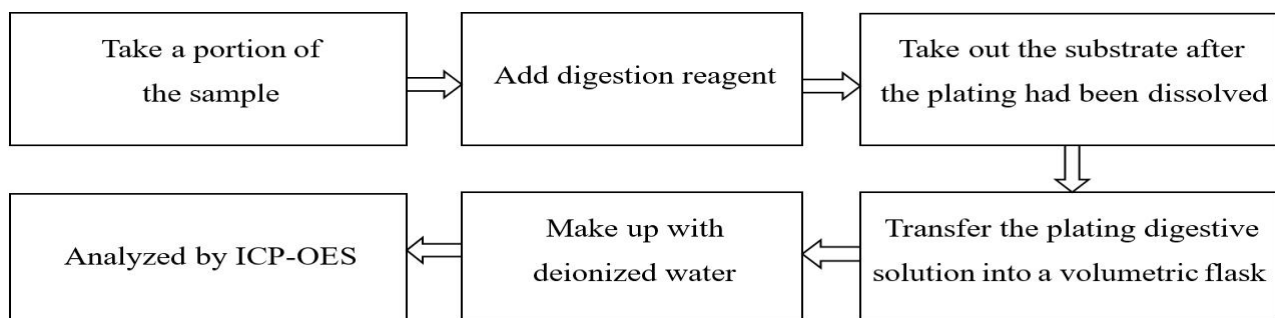 Take a portion of
the sample
Add digestion reagent
Take out the substrate after
the plating had been dissolved
Transfer the plating digestive
solution into a volumetric flask
Make up with
deionized water
Analyzed by ICP-OES